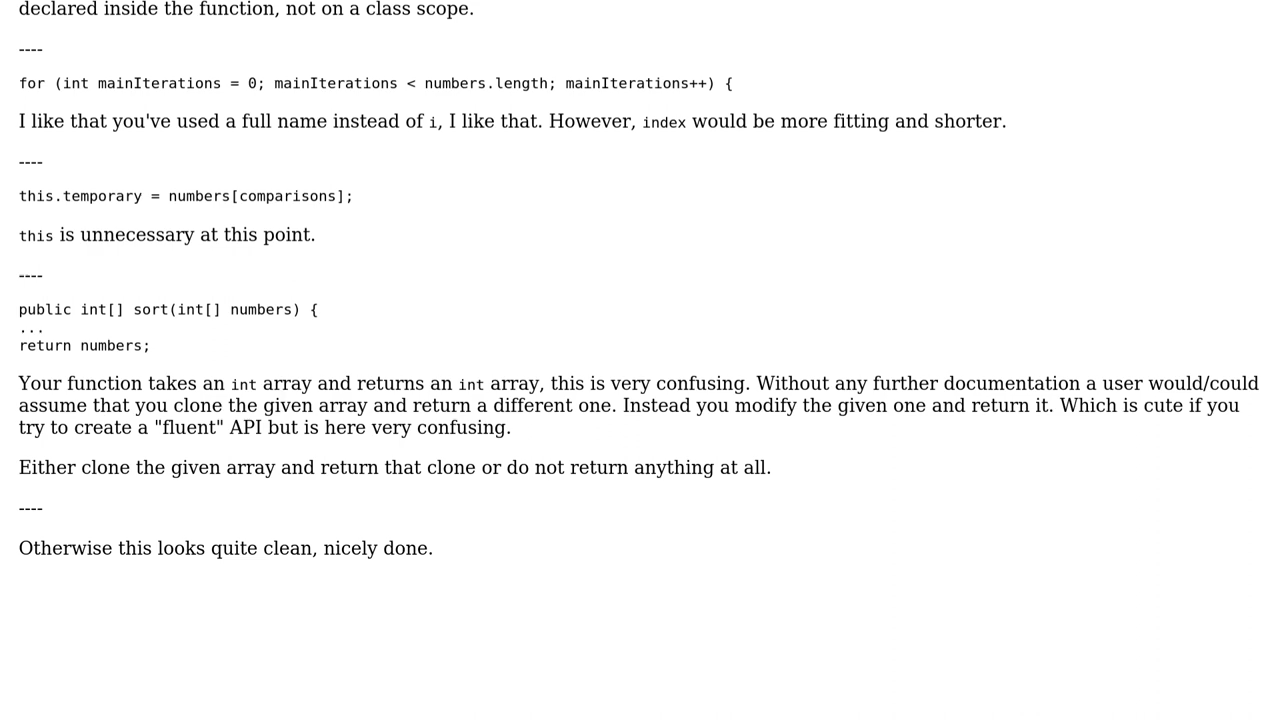 declared inside the function, not on a class scope.
----
for (int mainIterations = 0; mainIterations < numbers.length; mainIterations++) {
I like that you've used a full name instead of i, I like that. However, index would be more fitting and shorter.
----
this.temporary = numbers[comparisons];
this is unnecessary at this point.
----
public int[] sort(int[] numbers) {
...
return numbers;
Your function takes an int array and returns an int array, this is very confusing. Without any further documentation a user would/could
assume that you clone the given array and return a different one. Instead you modify the given one and return it. Which is cute if you
try to create a "fluent" API but is here very confusing.
Either clone the given array and return that clone or do not return anything at all.
----
Otherwise this looks quite clean, nicely done.